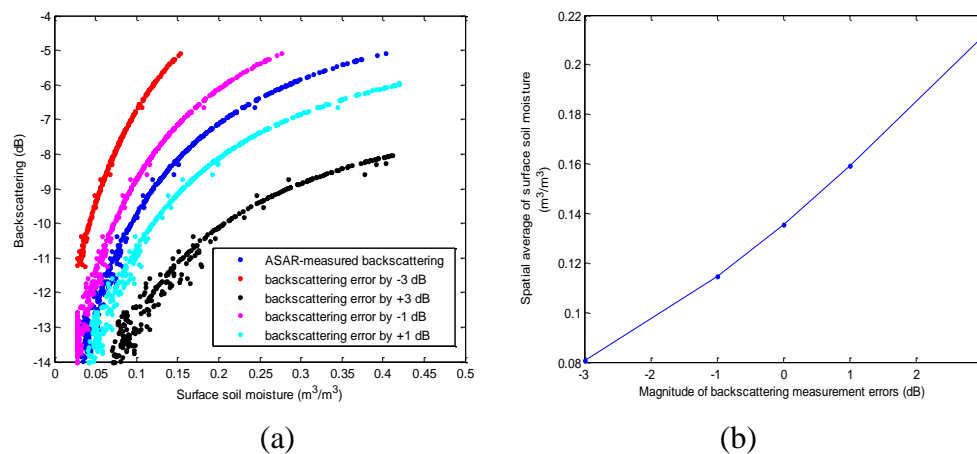 -4
-5
-6
-7
-8
-9
-10
-11
-12
-13
-14
Backscattering (dB)
0 0.05 0.1 0.15 0.2 0.25 0.3 0.35 0.4 0.45 0.5
Surface soil moisture (m³/m³)
ASAR-measured backscattering
backscattering error by -3 dB
backscattering error by +3 dB
backscattering error by -1 dB
backscattering error by +1 dB
(a)
0.22
0.2
0.18
0.16
0.14
0.12
0.1
0.08
Spatial average of surface soil moisture
(m³/m³)
-3 -2 -1 0 1 2
Magnitude of backscattering measurement errors (dB)
(b)